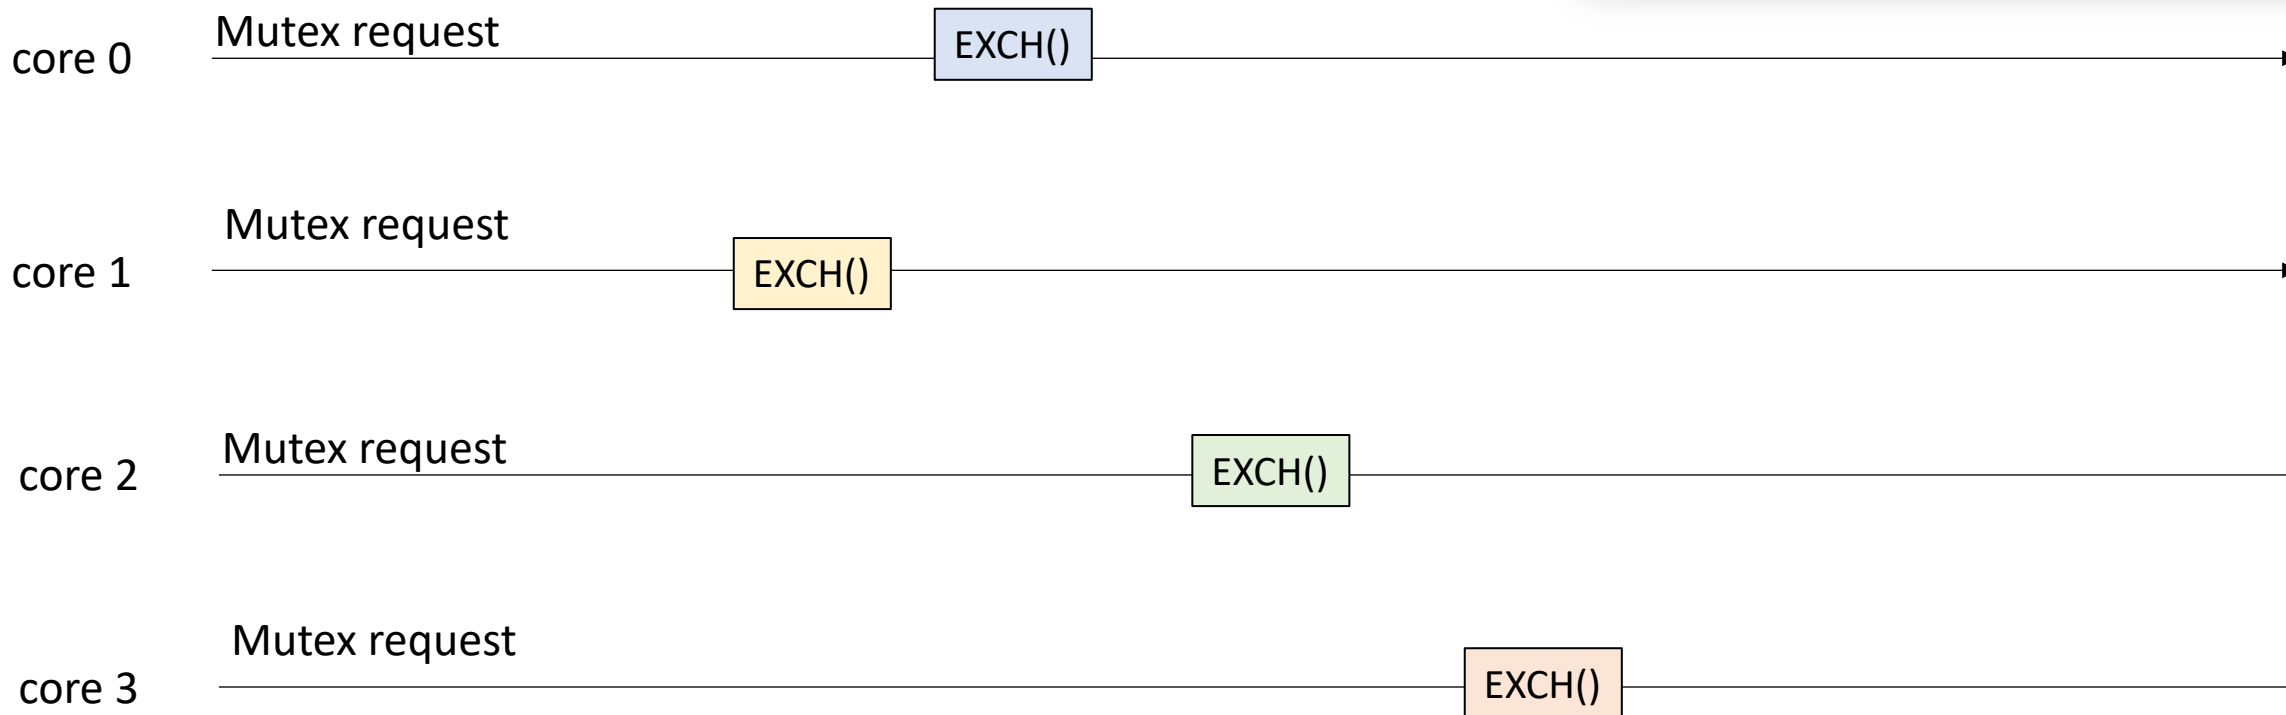 Mutex request
core 0
EXCH()
Mutex request
core 1
EXCH()
Mutex request
core 2
EXCH()
Mutex request
core 3
EXCH()